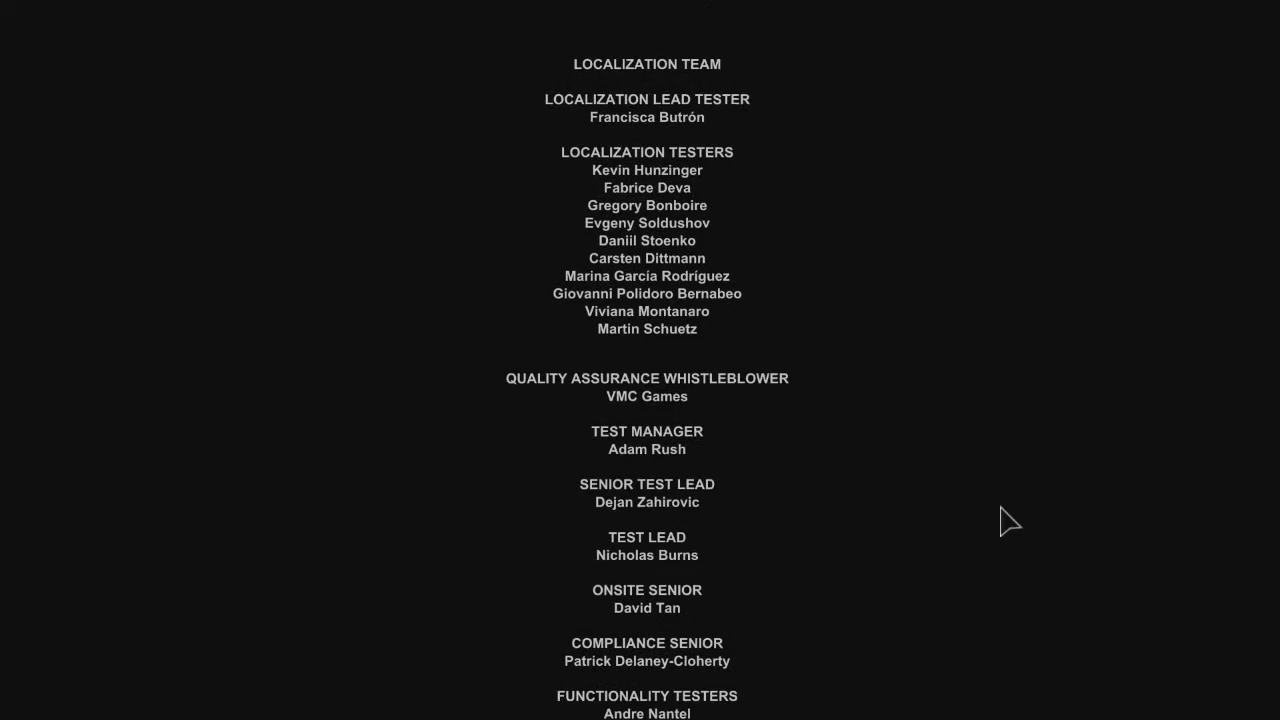 LOCALIZATION TEAM
LOCALIZATION LEAD TESTER
Francisca Butrón
LOCALIZATION TESTERS
Kevin Hunzinger
Fabrice Deva
Gregory Bonboire
Evgeny Soldushov
Daniil Stoenko
Carsten Dittmann
Marina García Rodríguez
Giovanni Polidoro Bernabeo
Viviana Montanaro
Martin Schuetz
QUALITY ASSURANCE WHISTLEBLOWER
VMC Games
TEST MANAGER
Adam Rush
SENIOR TEST LEAD
Dejan Zahirovic
TEST LEAD
Nicholas Burns
ONSITE SENIOR
David Tan
COMPLIANCE SENIOR
Patrick Delaney-Cloherty
FUNCTIONALITY TESTERS
Andre Nantel